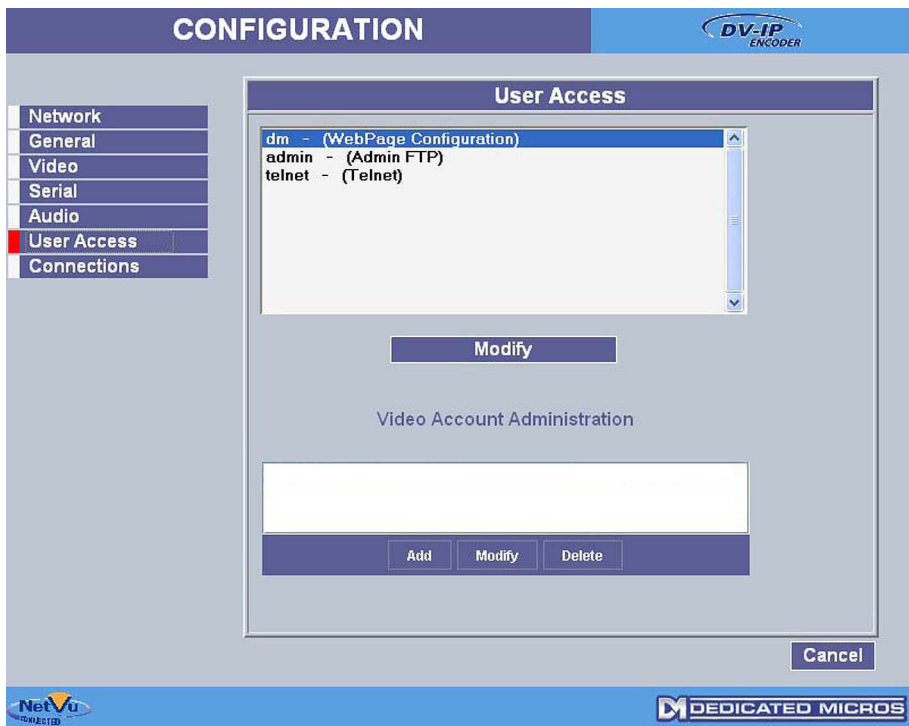 CONFIGURATION
DV-IP
ENCODER
User Access
Network
General
Video
Serial
Audio
User Access
Connections
dm - (WebPage Configuration)
admin - (Admin FTP)
telnet - (Telnet)
Modify
Video Account Administration
Add Modify Delete
Cancel
NetVu
CONNECTED
DEDICATED MICROS